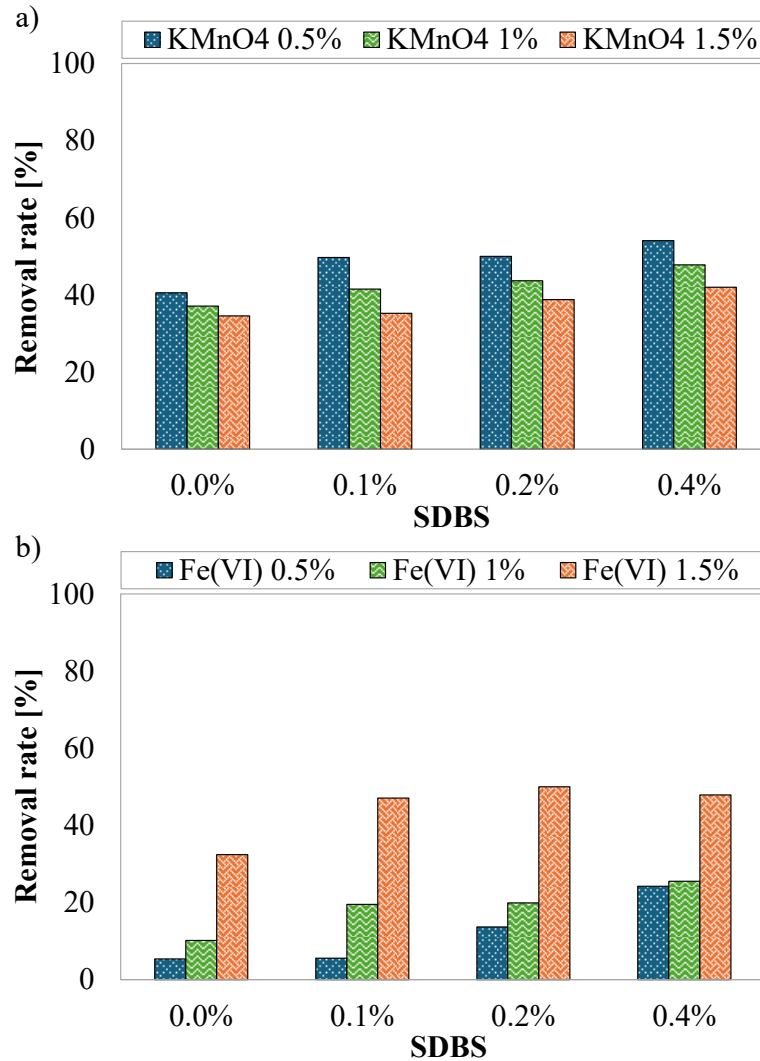 a)
KMnO4 0.5% KMnO4 1% KMnO4 1.5%
100
80
60
40
20
0
Removal rate [%]
0.0% 0.1% 0.2% 0.4%
SDBS
b)
Fe(VI) 0.5% Fe(VI) 1% Fe(VI) 1.5%
100
80
60
40
20
0
Removal rate [%]
0.0% 0.1% 0.2% 0.4%
SDBS